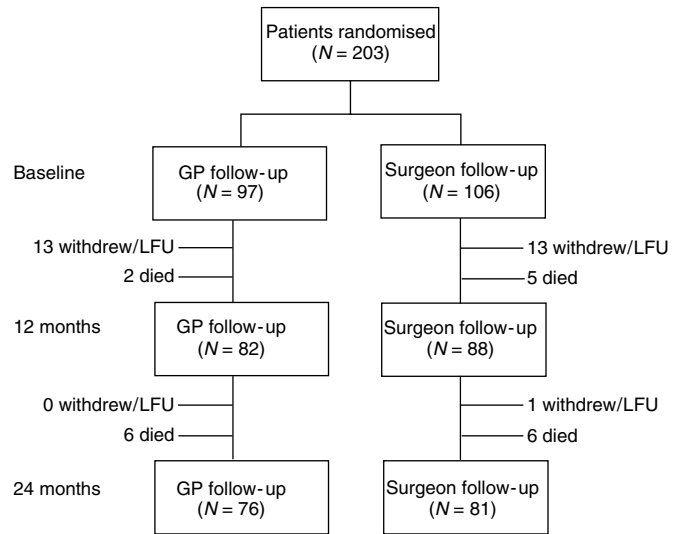 Patients randomised
(N = 203)
Baseline
GP follow-up
(N = 97)
Surgeon follow-up
(N = 106)
13 withdrew/LFU
2 died
13 withdrew/LFU
5 died
12 months
GP follow-up
(N = 82)
Surgeon follow-up
(N = 88)
0 withdrew/LFU
6 died
1 withdrew/LFU
6 died
24 months
GP follow-up
(N = 76)
Surgeon follow-up
(N = 81)